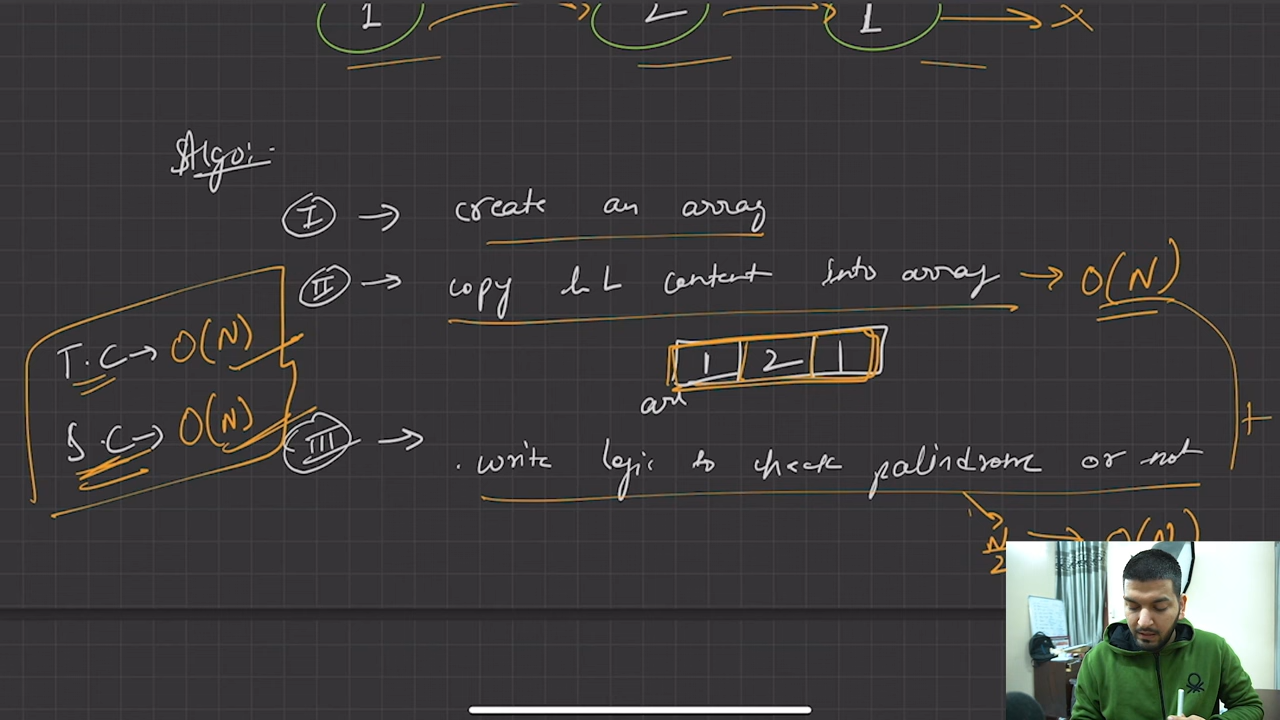 1 → 2 → 1 → X
Algo:-
I → create an array
II → copy LL content into array → O(N)
1 2 1
arr
T.C → O(N)
S.C → O(N)
III → write logic to check palindrome or not
+
N/2 → O(N)